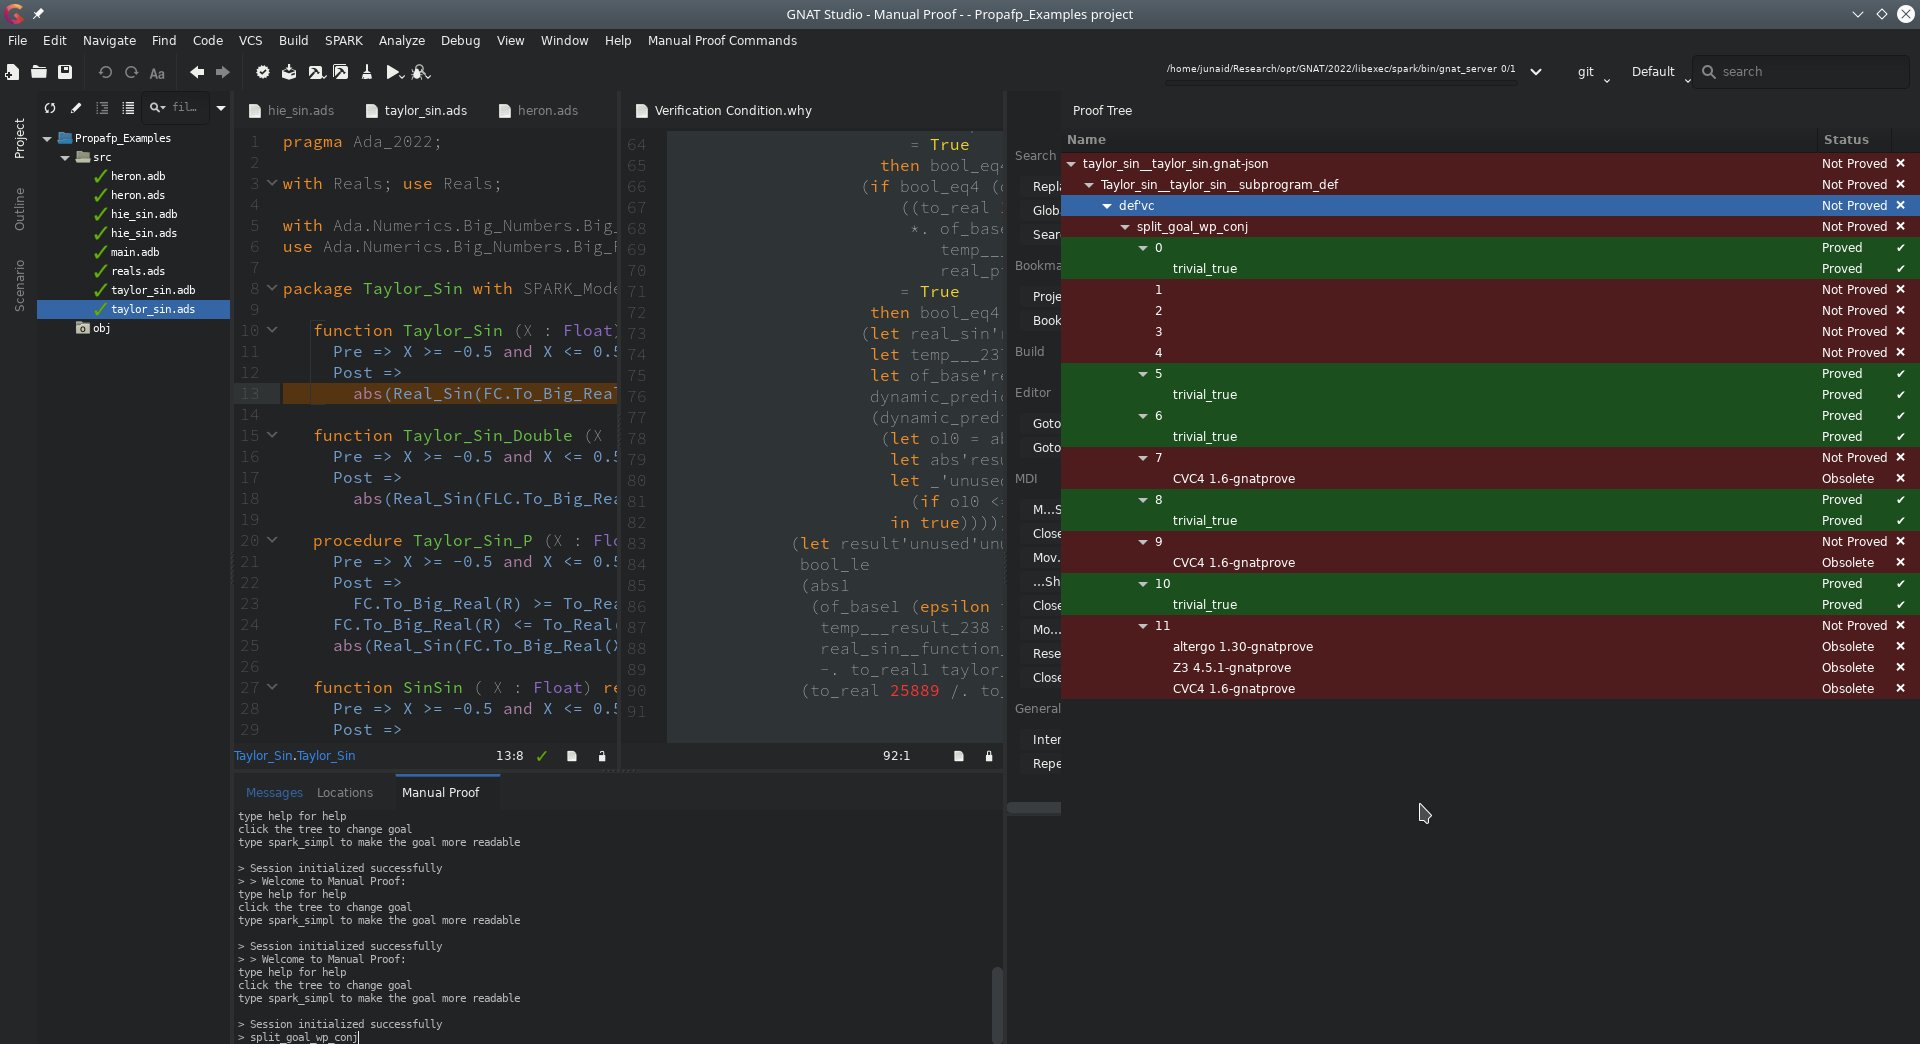 GNAT Studio - Manual Proof - - Propafp_Examples project
File Edit Navigate Find Code VCS Build SPARK Analyze Debug View Window Help Manual Proof Commands
Aa /home/junaid/Research/opt/GNAT/2022/libexec/spark/bin/gnat_server 0/1 git Default search
Project
Outline
Scenario
fil...
Propafp_Examples
src
heron.adb
heron.ads
hie_sin.adb
hie_sin.ads
main.adb
reals.ads
taylor_sin.adb
taylor_sin.ads
obj
hie_sin.ads taylor_sin.ads heron.ads
1 pragma Ada_2022;
2
3 with Reals; use Reals;
4
5 with Ada.Numerics.Big_Numbers.Big_
6 use Ada.Numerics.Big_Numbers.Big_
7
8 package Taylor_Sin with SPARK_Mode
9
10 function Taylor_Sin (X : Float)
11 Pre => X >= -0.5 and X <= 0.5
12 Post =>
13 abs(Real_Sin(FC.To_Big_Real
14
15 function Taylor_Sin_Double (X
16 Pre => X >= -0.5 and X <= 0.5
17 Post =>
18 abs(Real_Sin(FLC.To_Big_Rea
19
20 procedure Taylor_Sin_P (X : Flo
21 Pre => X >= -0.5 and X <= 0.5
22 Post =>
23 FC.To_Big_Real(R) >= To_Rea
24 FC.To_Big_Real(R) <= To_Real(
25 abs(Real_Sin(FC.To_Big_Real(X
26
27 function SinSin ( X : Float) re
28 Pre => X >= -0.5 and X <= 0.5
29 Post =>
Taylor_Sin.Taylor_Sin 13:8
Verification Condition.why
64 = True
65 then bool_eq4
66 (if bool_eq4 (
67 ((to_real
68 *. of_base
69 temp___
70 real_p
71 = True
72 then bool_eq4
73 (let real_sin'
74 let temp___23
75 let of_base're
76 dynamic_predic
77 (dynamic_pred
78 (let o10 = ab
79 let abs'resu
80 let _'unused
81 (if o10 <
82 in true))))
83 (let result'unused'unu
84 bool_le
85 (abs1
86 (of_base1 (epsilon
87 temp___result_238 =
88 real_sin__function_
89 -. to_real1 taylor_
90 (to_real 25889 /. to_
91
92:1
Search
Repl
Glob
Sear
Bookma
Proje
Book
Build
Editor
Goto
Goto
MDI
M...S
Close
Mov.
...Sh
Close
Mo...
Rese
Close
General
Inter
Repe
Messages Locations Manual Proof
type help for help
click the tree to change goal
type spark_simpl to make the goal more readable
> Session initialized successfully
> > Welcome to Manual Proof:
type help for help
click the tree to change goal
type spark_simpl to make the goal more readable
> Session initialized successfully
> > Welcome to Manual Proof:
type help for help
click the tree to change goal
type spark_simpl to make the goal more readable
> Session initialized successfully
> split_goal_wp_conj
Proof Tree
Name Status
taylor_sin__taylor_sin.gnat-json Not Proved
Taylor_sin__taylor_sin__subprogram_def Not Proved
def'vc Not Proved
split_goal_wp_conj Not Proved
0 Proved
trivial_true Proved
1 Not Proved
2 Not Proved
3 Not Proved
4 Not Proved
5 Proved
trivial_true Proved
6 Proved
trivial_true Proved
7 Not Proved
CVC4 1.6-gnatprove Obsolete
8 Proved
trivial_true Proved
9 Not Proved
CVC4 1.6-gnatprove Obsolete
10 Proved
trivial_true Proved
11 Not Proved
altergo 1.30-gnatprove Obsolete
Z3 4.5.1-gnatprove Obsolete
CVC4 1.6-gnatprove Obsolete